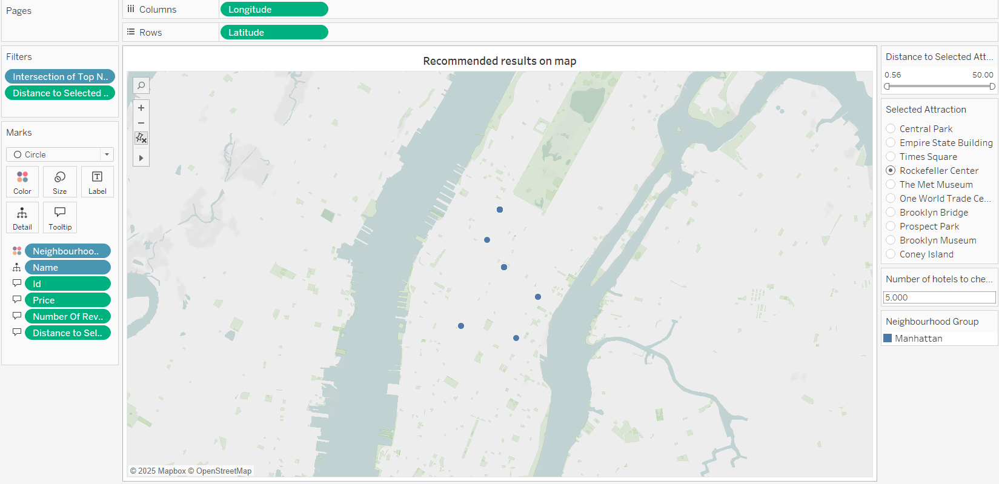 Pages
Columns
Longitude
Rows
Latitude
Filters
Intersection of Top N..
Distance to Selected ..
Marks
Circle
Color
Size
Label
Detail
Tooltip
Neighbourhoo..
Name
Id
Price
Number Of Rev..
Distance to Sel..
Recommended results on map
© 2025 Mapbox © OpenStreetMap
Distance to Selected Att...
0.56 50.00
Selected Attraction
Central Park
Empire State Building
Times Square
Rockefeller Center
The Met Museum
One World Trade Ce...
Brooklyn Bridge
Prospect Park
Brooklyn Museum
Coney Island
Number of hotels to che...
5,000
Neighbourhood Group
Manhattan